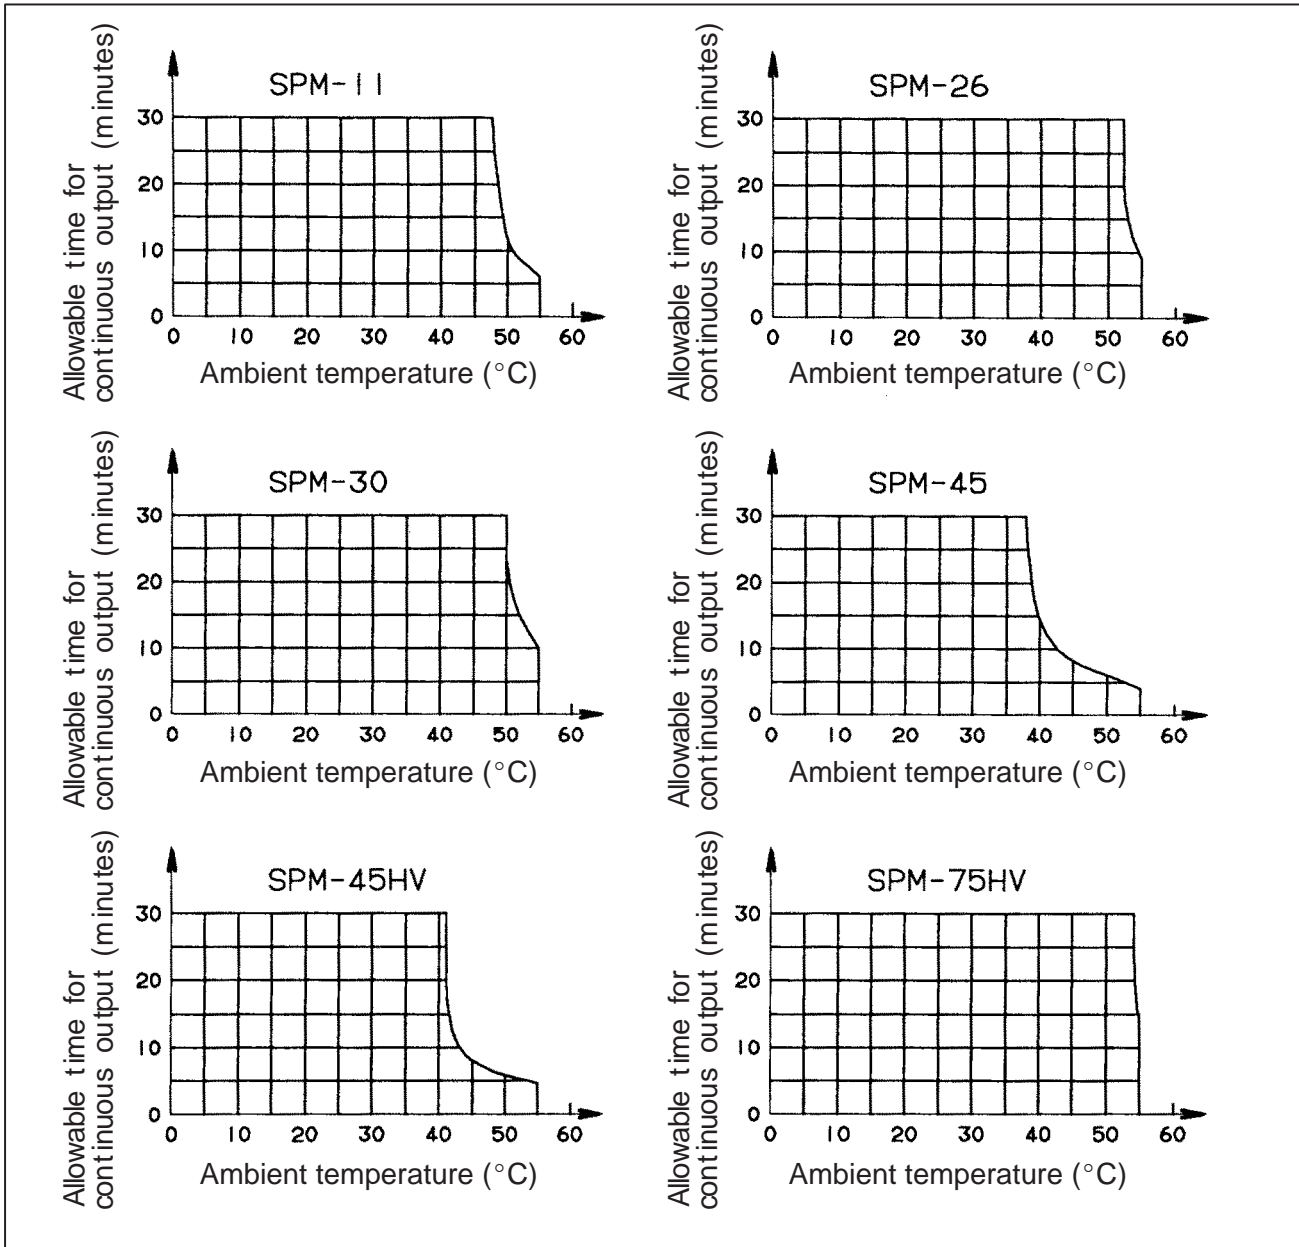 SPM-11
Allowable time for
continuous output (minutes)
30
20
10
0
0 10 20 30 40 50 60
Ambient temperature (°C)
SPM-26
Allowable time for
continuous output (minutes)
30
20
10
0
0 10 20 30 40 50 60
Ambient temperature (°C)
SPM-30
Allowable time for
continuous output (minutes)
30
20
10
0
0 10 20 30 40 50 60
Ambient temperature (°C)
SPM-45
Allowable time for
continuous output (minutes)
30
20
10
0
0 10 20 30 40 50 60
Ambient temperature (°C)
SPM-45HV
Allowable time for
continuous output (minutes)
30
20
10
0
0 10 20 30 40 50 60
Ambient temperature (°C)
SPM-75HV
Allowable time for
continuous output (minutes)
30
20
10
0
0 10 20 30 40 50 60
Ambient temperature (°C)